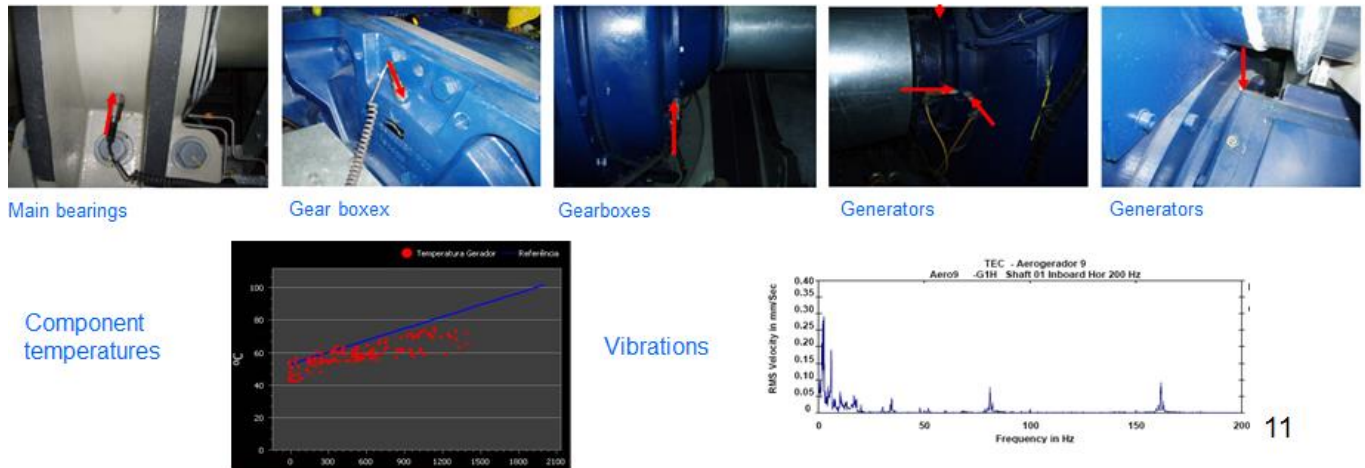 Main bearings
Gear boxex
Gearboxes
Generators
Generators
Component
temperatures
Temperatura Gerador
Referência
ºC
100
80
60
40
20
0
0 300 600 900 1200 1500 1800 2100
Vibrations
TEC - Aerogerador 9
Aero9 -G1H Shaft 01 Inboard Hor 200 Hz
RMS Velocity in mm/Sec
0.40
0.35
0.30
0.25
0.20
0.15
0.10
0.05
0
0 50 100 150 200
Frequency in Hz
11